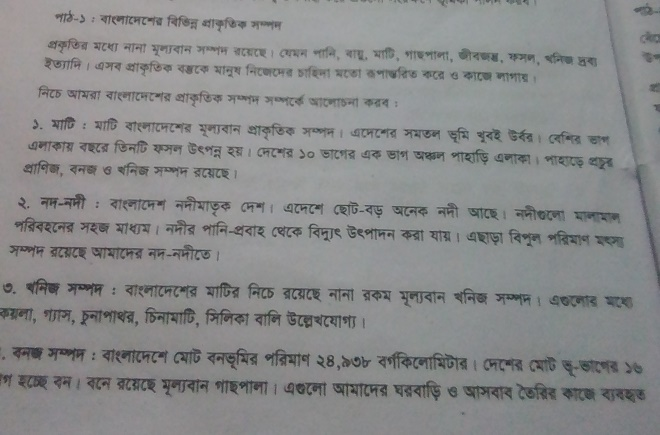 পাঠ-১ : বাংলাদেশের বিভিন্ন প্রাকৃতিক সম্পদ
প্রকৃতির মধ্যে নানা মূল্যবান সম্পদ রয়েছে। যেমন পানি, বায়ু, মাটি, গাছপালা, জীবজন্তু, ফসল, খনিজ দ্রব্য
ইত্যাদি। এসব প্রাকৃতিক বস্তুকে মানুষ নিজেদের চাহিদা মতো রূপান্তরিত করে ও কাজে লাগায়।
নিচে আমরা বাংলাদেশের প্রাকৃতিক সম্পদ সম্পর্কে আলোচনা করব :
১. মাটি : মাটি বাংলাদেশের মূল্যবান প্রাকৃতিক সম্পদ। এদেশের সমতল ভূমি খুবই উর্বর। বেশির ভাগ
এলাকায় বছরে তিনটি ফসল উৎপন্ন হয়। দেশের ১০ ভাগের এক ভাগ অঞ্চল পাহাড়ি এলাকা। পাহাড়ে প্রচুর
প্রাণিজ, বনজ ও খনিজ সম্পদ রয়েছে।
২. নদ-নদী : বাংলাদেশ নদীমাতৃক দেশ। এদেশে ছোট-বড় অনেক নদী আছে। নদীগুলো মালামাল
পরিবহনের সহজ মাধ্যম। নদীর পানি-প্রবাহ থেকে বিদ্যুৎ উৎপাদন করা যায়। এছাড়া বিপুল পরিমাণ মৎস্য
সম্পদ রয়েছে আমাদের নদ-নদীতে।
৩. খনিজ সম্পদ : বাংলাদেশের মাটির নিচে রয়েছে নানা রকম মূল্যবান খনিজ সম্পদ। এগুলোর মধ্যে
কয়লা, গ্যাস, চুনাপাথর, চিনামাটি, সিলিকা বালি উল্লেখযোগ্য।
. বনজ সম্পদ : বাংলাদেশে মোট বনভূমির পরিমাণ ২৪,৯৩৮ বর্গকিলোমিটার। দেশের মোট ভূ-ভাগের ১৬
গ হচ্ছে বন। বনে রয়েছে মূল্যবান গাছপালা। এগুলো আমাদের ঘরবাড়ি ও আসবাব তৈরির কাজে ব্যবহৃত